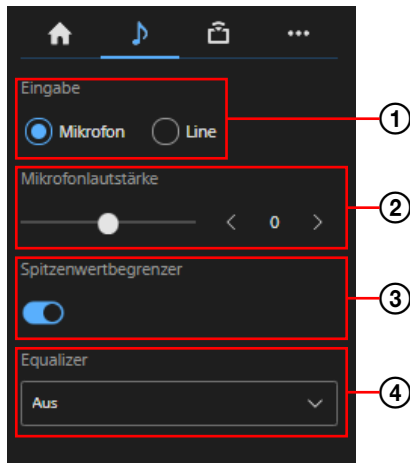 Eingabe
Mikrofon Line
1
Mikrofonlautstärke
0
2
Spitzenwertbegrenzer
3
Equalizer
Aus
4